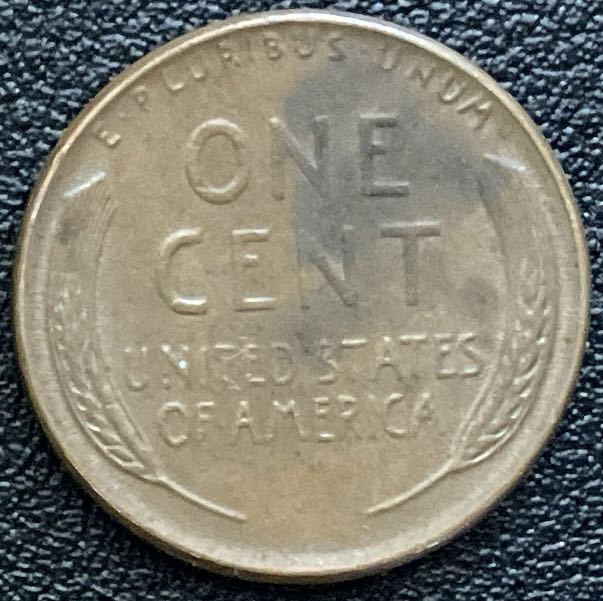 E·PLURIBUS·UNUM
ONE
CENT
UNITED STATES
OF AMERICA